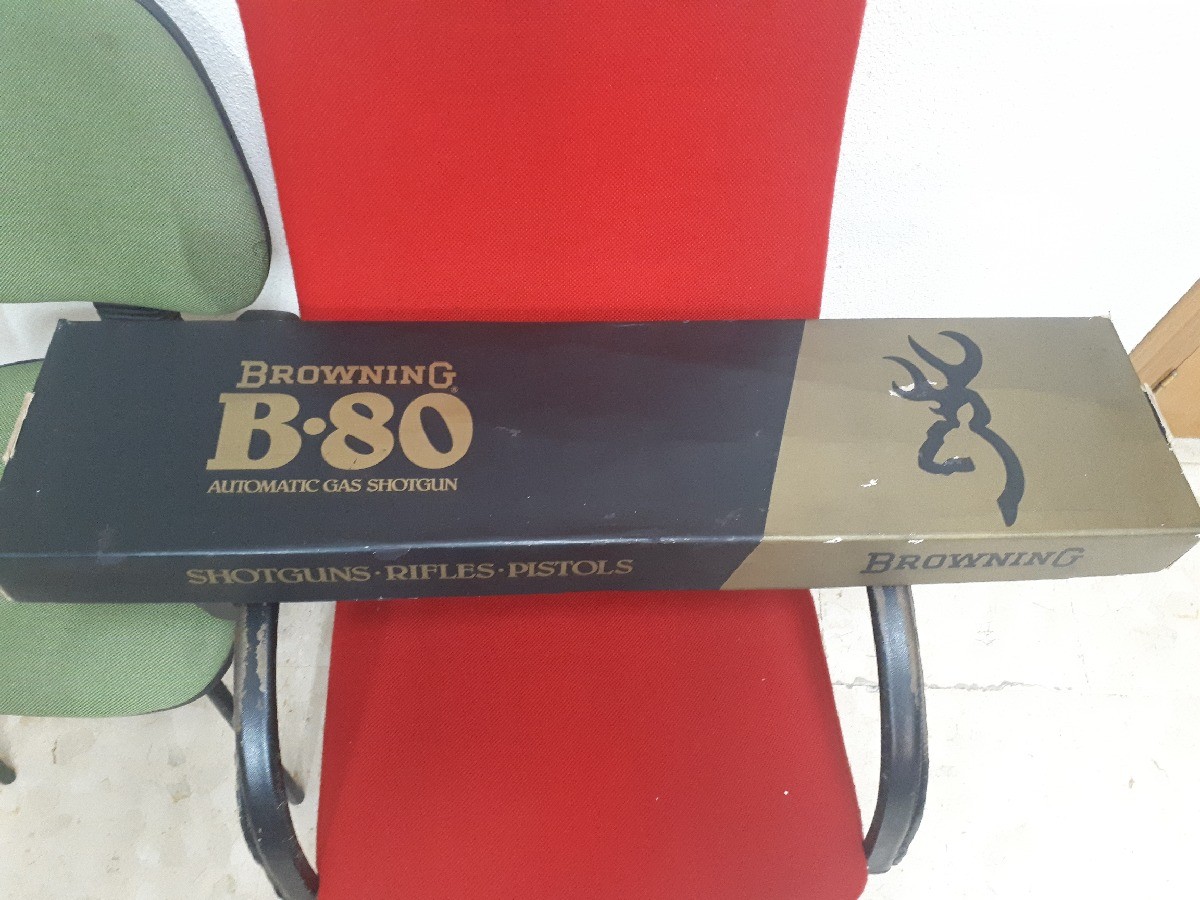 BROWNING®
B·80
AUTOMATIC GAS SHOTGUN
SHOTGUNS·RIFLES·PISTOLS
BROWNING